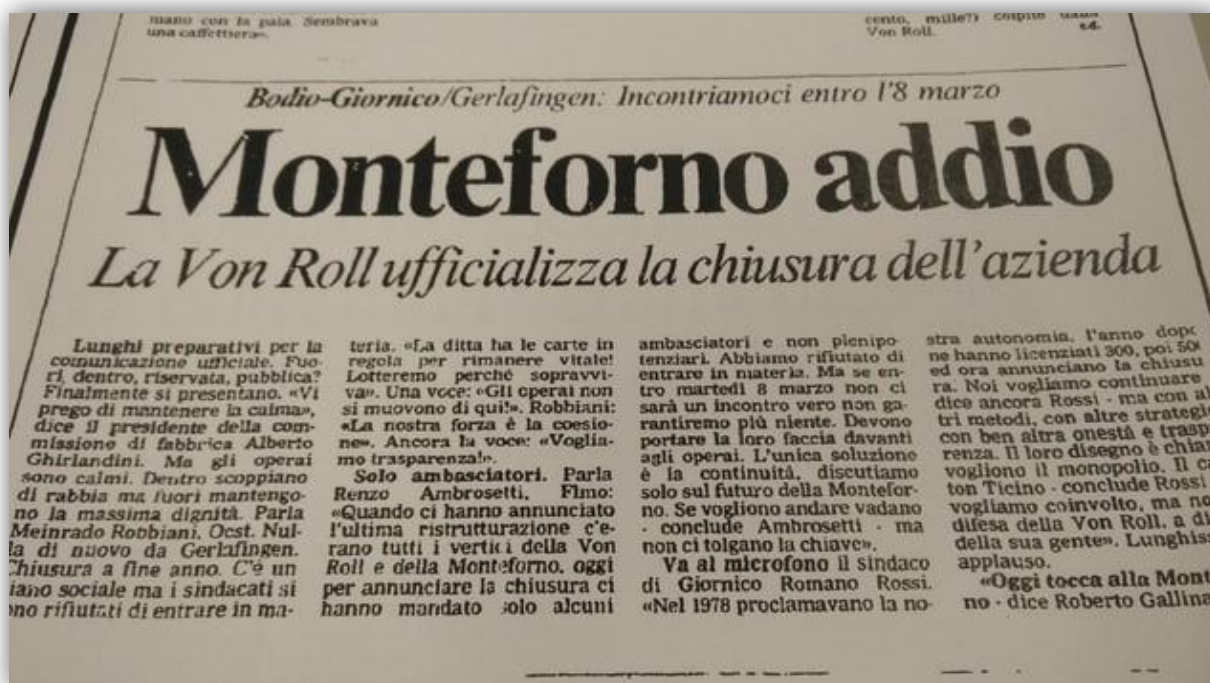 mano con la pala. Sembrava
una caffettiera».
cento, mille?) colpite dalla
Von Roll.
Bodio-Giornico/Gerlafingen: Incontriamoci entro l'8 marzo
Monteforno addio
La Von Roll ufficializza la chiusura dell'azienda
Lunghi preparativi per la
comunicazione ufficiale. Fuo-
ri, dentro, riservata, pubblica?
Finalmente si presentano. «Vi
prego di mantenere la calma»,
dice il presidente della com-
missione di fabbrica Alberto
Ghirlandini. Ma gli operai
sono calmi. Dentro scoppiano
di rabbia ma fuori mantengo-
no la massima dignità. Parla
Meinrado Robbiani, Ocst. Nul-
la di nuovo da Gerlafingen.
Chiusura a fine anno. C'è un
iano sociale ma i sindacati si
ono rifiutati di entrare in ma-
teria. «La ditta ha le carte in
regola per rimanere vitale!
Lotteremo perché sopravvi-
va». Una voce: «Gli operai non
si muovono di qui!». Robbiani:
«La nostra forza è la coesio-
ne». Ancora la voce: «Voglia-
mo trasparenza!».
Solo ambasciatori. Parla
Renzo Ambrosetti, Flmo:
«Quando ci hanno annunciato
l'ultima ristrutturazione c'e-
rano tutti i vertici della Von
Roll e della Monteforno, oggi
per annunciare la chiusura ci
hanno mandato solo alcuni
ambasciatori e non plenipo-
tenziari. Abbiamo rifiutato di
entrare in materia. Ma se en-
tro martedì 8 marzo non ci
sarà un incontro vero non ga-
rantiremo più niente. Devono
portare la loro faccia davanti
agli operai. L'unica soluzione
è la continuità, discutiamo
solo sul futuro della Montefor-
no. Se vogliono andare vadano
- conclude Ambrosetti - ma
non ci tolgano la chiave».
Va al microfono il sindaco
di Giornico Romano Rossi.
«Nel 1978 proclamavano la no-
stra autonomia, l'anno dopo
ne hanno licenziati 300, poi 500
ed ora annunciano la chiusu
ra. Noi vogliamo continuare
dice ancora Rossi - ma con al
tri metodi, con altre strategi
con ben altra onestà e trasp
renza. Il loro disegno è chiar
vogliono il monopolio. Il ca
ton Ticino - conclude Rossi
vogliamo coinvolto, ma no
difesa della Von Roll, a di
della sua gente». Lunghiss
applauso.
«Oggi tocca alla Mont
no - dice Roberto Gallina